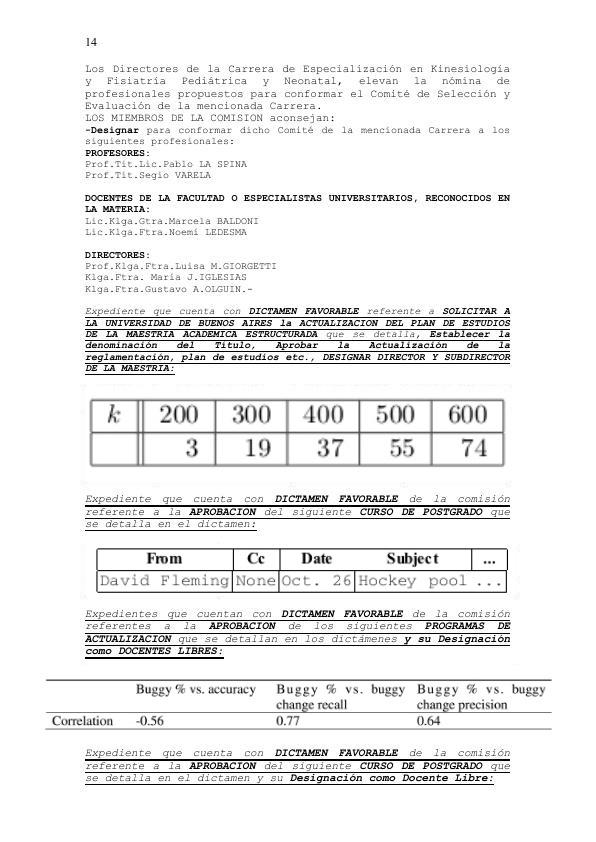 14
Los Directores de la Carrera de Especialización en Kinesiología
y Fisiatría Pediátrica y Neonatal, elevan la nómina de
profesionales propuestos para conformar el Comité de Selección y
Evaluación de la mencionada Carrera.
LOS MIEMBROS DE LA COMISION aconsejan:
-Designar para conformar dicho Comité de la mencionada Carrera a los
siguientes profesionales:
PROFESORES:
Prof.Tit.Lic.Pablo LA SPINA
Prof.Tit.Segio VARELA
DOCENTES DE LA FACULTAD O ESPECIALISTAS UNIVERSITARIOS, RECONOCIDOS EN
LA MATERIA:
Lic.Klga.Gtra.Marcela BALDONI
Lic.Klga.Ftra.Noemí LEDESMA
DIRECTORES:
Prof.Klga.Ftra.Luisa M.GIORGETTI
Klga.Ftra. María J.IGLESIAS
Klga.Ftra.Gustavo A.OLGUIN.-
Expediente que cuenta con DICTAMEN FAVORABLE referente a SOLICITAR A
LA UNIVERSIDAD DE BUENOS AIRES la ACTUALIZACION DEL PLAN DE ESTUDIOS
DE LA MAESTRIA ACADEMICA ESTRUCTURADA que se detalla, Establecer la
denominación del Titulo, Aprobar la Actualización de la
reglamentación, plan de estudios etc., DESIGNAR DIRECTOR Y SUBDIRECTOR
DE LA MAESTRIA:
k 200 300 400 500 600
3 19 37 55 74
Expediente que cuenta con DICTAMEN FAVORABLE de la comisión
referente a la APROBACION del siguiente CURSO DE POSTGRADO que
se detalla en el dictamen:
From Cc Date Subject ...
David Fleming None Oct. 26 Hockey pool ...
Expedientes que cuentan con DICTAMEN FAVORABLE de la comisión
referentes a la APROBACION de los siguientes PROGRAMAS DE
ACTUALIZACION que se detallan en los dictámenes y su Designación
como DOCENTES LIBRES:
Buggy % vs. accuracy Buggy % vs. buggy Buggy % vs. buggy
change recall change precision
Correlation -0.56 0.77 0.64
Expediente que cuenta con DICTAMEN FAVORABLE de la comisión
referente a la APROBACION del siguiente CURSO DE POSTGRADO que
se detalla en el dictamen y su Designación como Docente Libre: